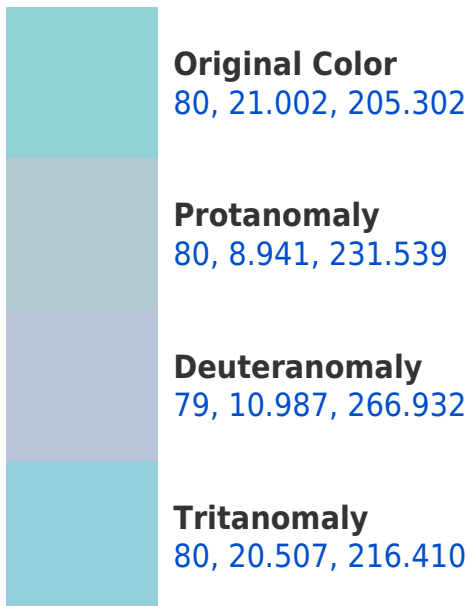 Original Color
80, 21.002, 205.302
Protanomaly
80, 8.941, 231.539
Deuteranomaly
79, 10.987, 266.932
Tritanomaly
80, 20.507, 216.410